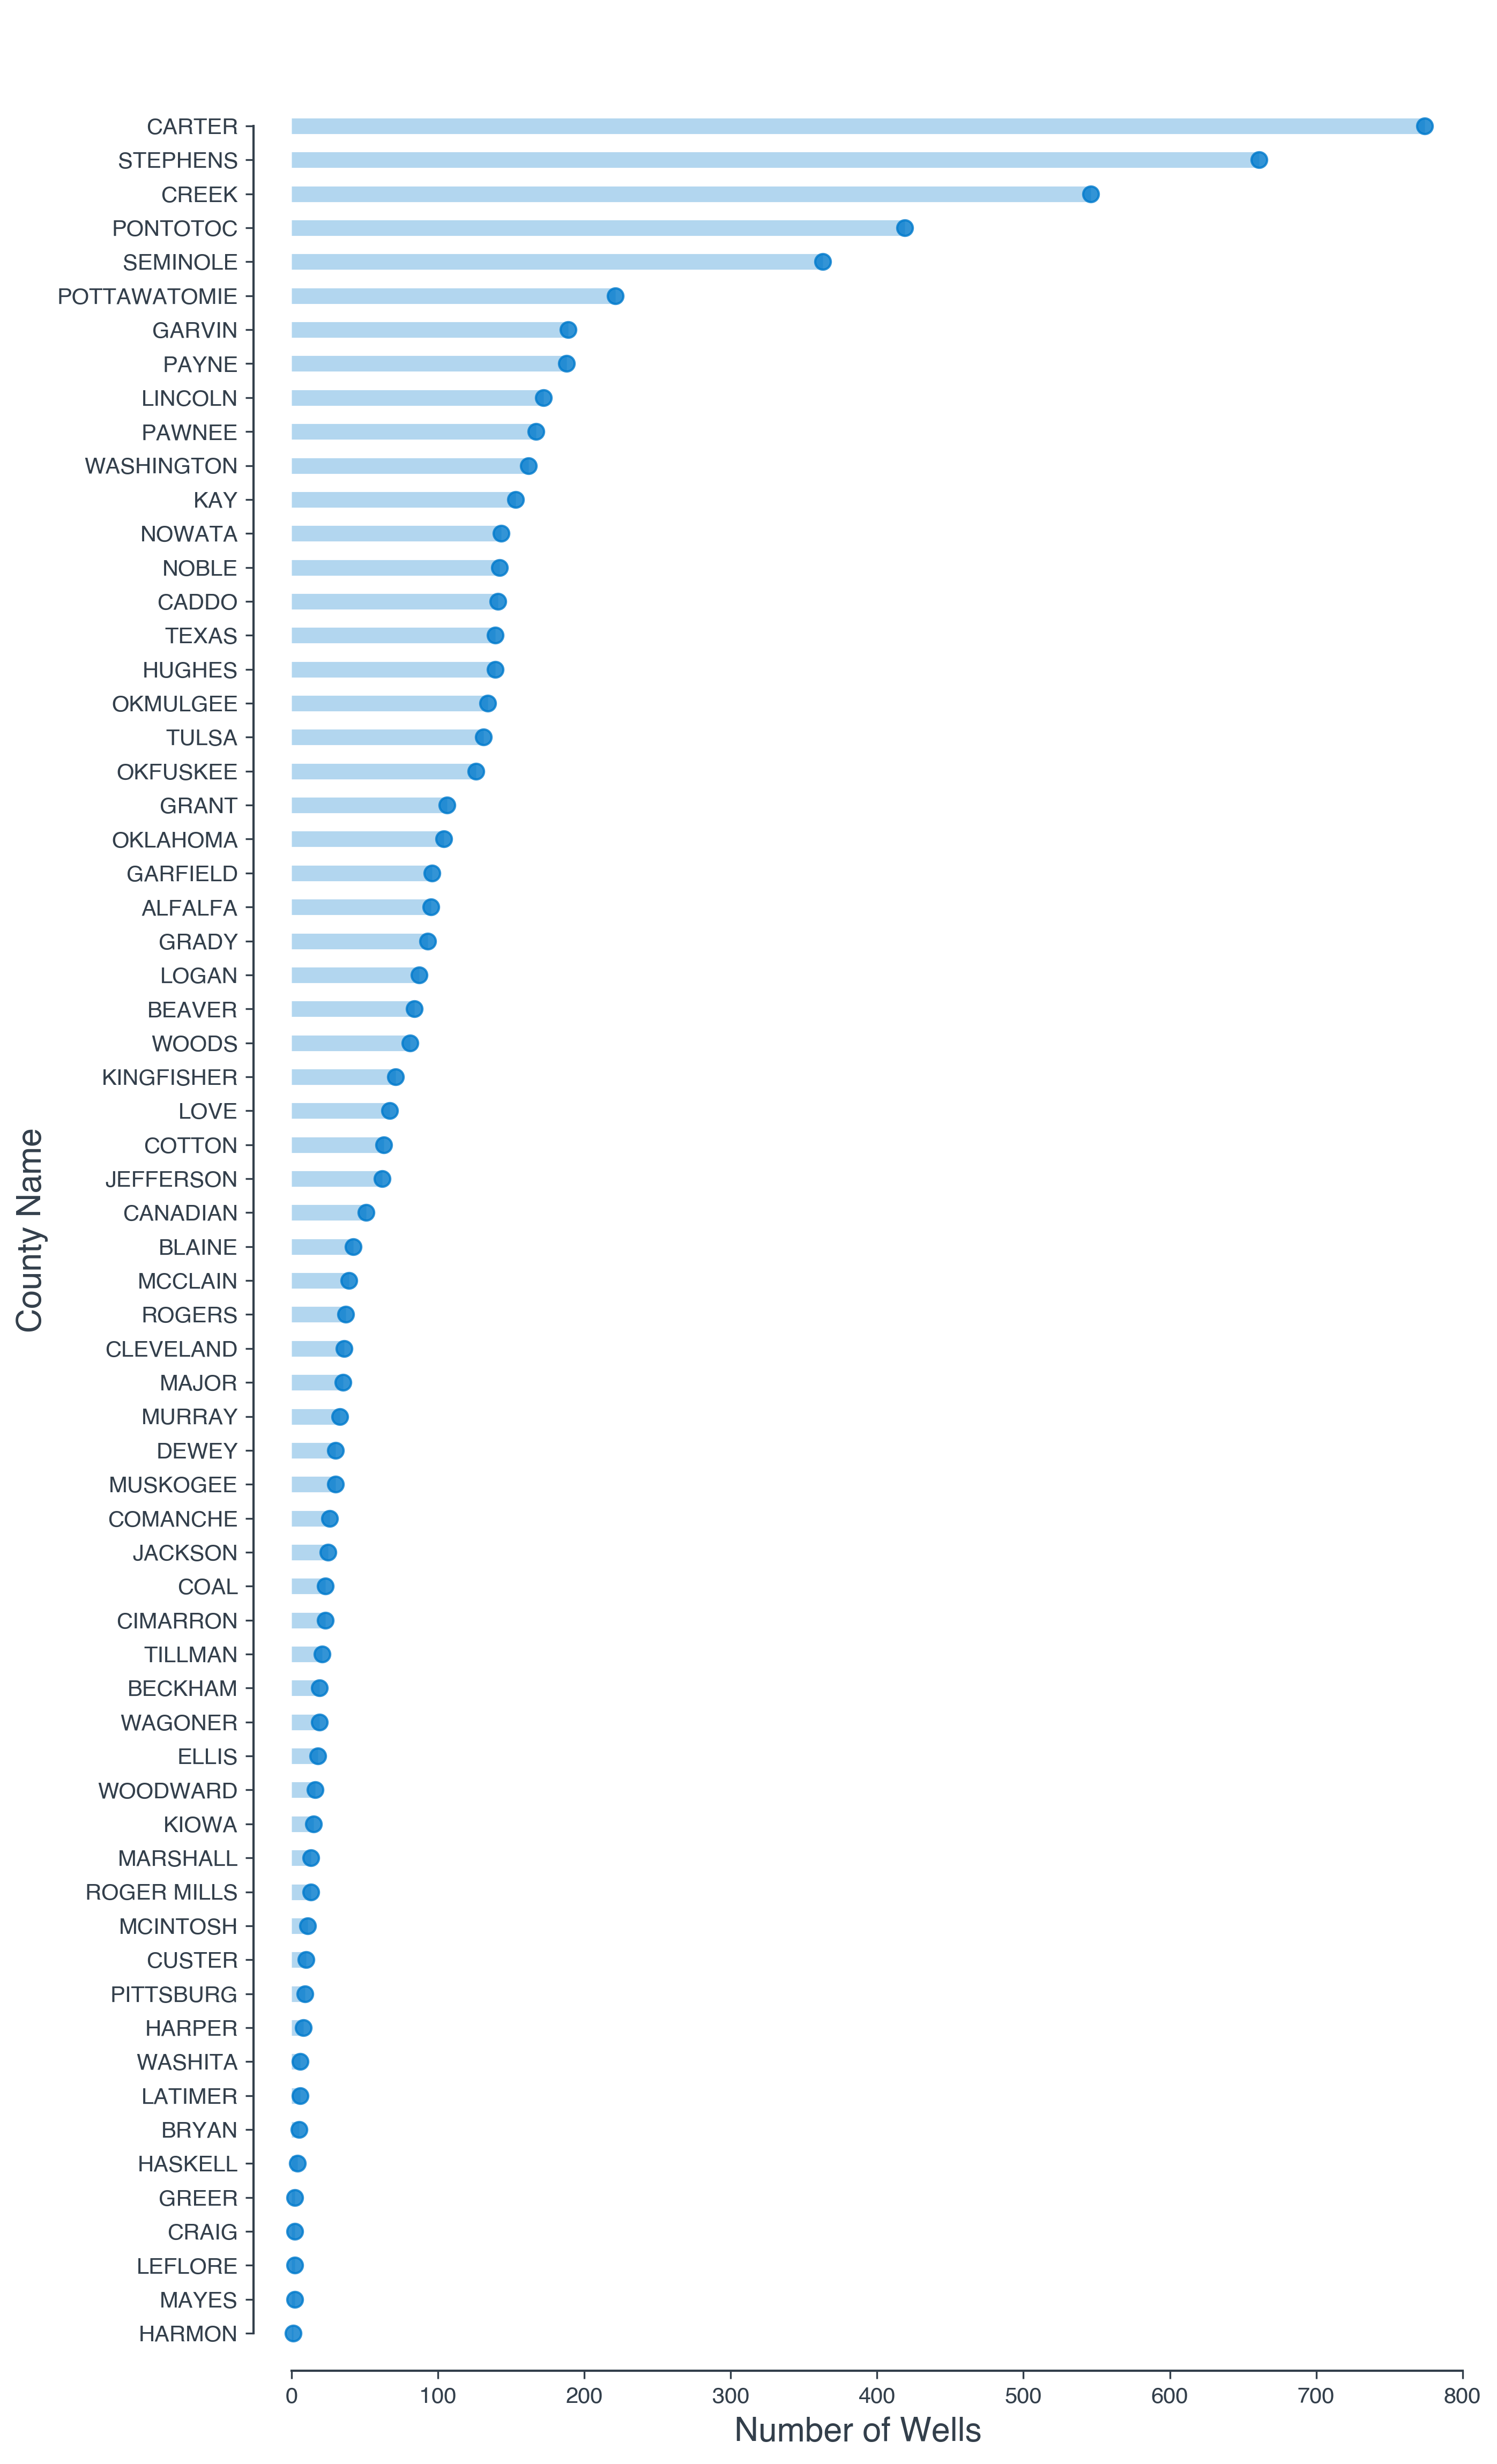 CARTER
STEPHENS
CREEK
PONTOTOC
SEMINOLE
POTTAWATOMIE
GARVIN
PAYNE
LINCOLN
PAWNEE
WASHINGTON
KAY
NOWATA
NOBLE
CADDO
TEXAS
HUGHES
OKMULGEE
TULSA
OKFUSKEE
GRANT
OKLAHOMA
GARFIELD
ALFALFA
GRADY
LOGAN
BEAVER
WOODS
KINGFISHER
LOVE
COTTON
JEFFERSON
CANADIAN
BLAINE
MCCLAIN
ROGERS
CLEVELAND
MAJOR
MURRAY
DEWEY
MUSKOGEE
COMANCHE
JACKSON
COAL
CIMARRON
TILLMAN
BECKHAM
WAGONER
ELLIS
WOODWARD
KIOWA
MARSHALL
ROGER MILLS
MCINTOSH
CUSTER
PITTSBURG
HARPER
WASHITA
LATIMER
BRYAN
HASKELL
GREER
CRAIG
LEFLORE
MAYES
HARMON
County Name
0 100 200 300 400 500 600 700 800
Number of Wells